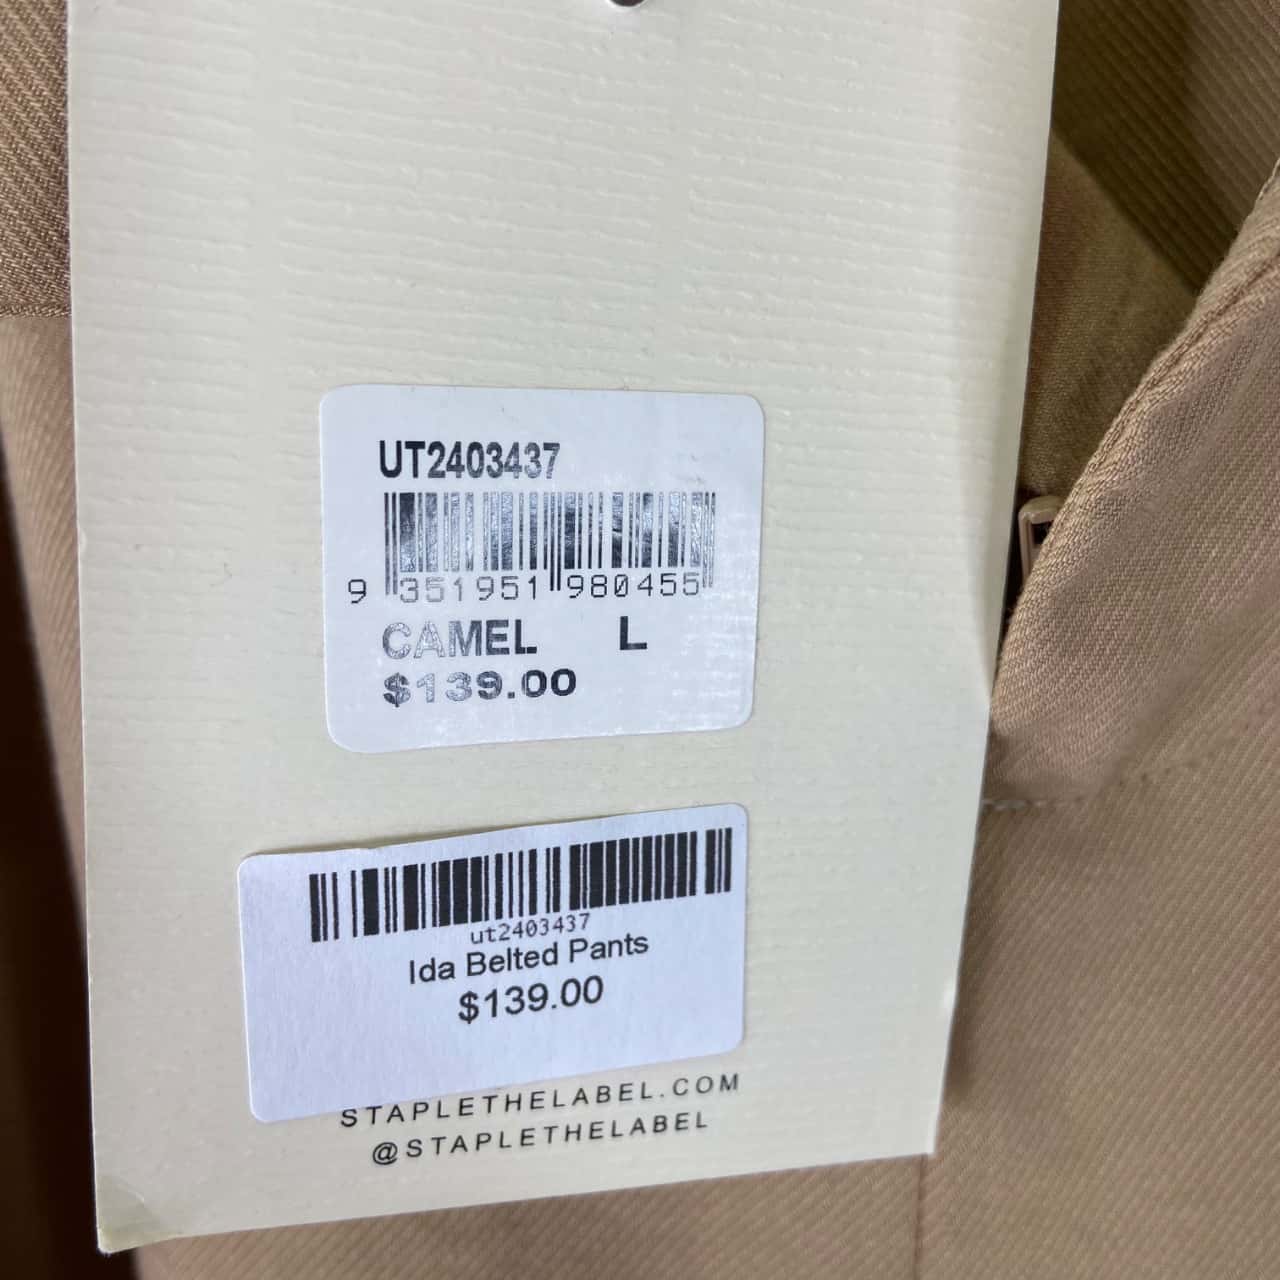 UT2403437
9 351951 980455
CAMEL L
$139.00
ut2403437
Ida Belted Pants
$139.00
STAPLETHELABEL.COM
@STAPLETHELABEL